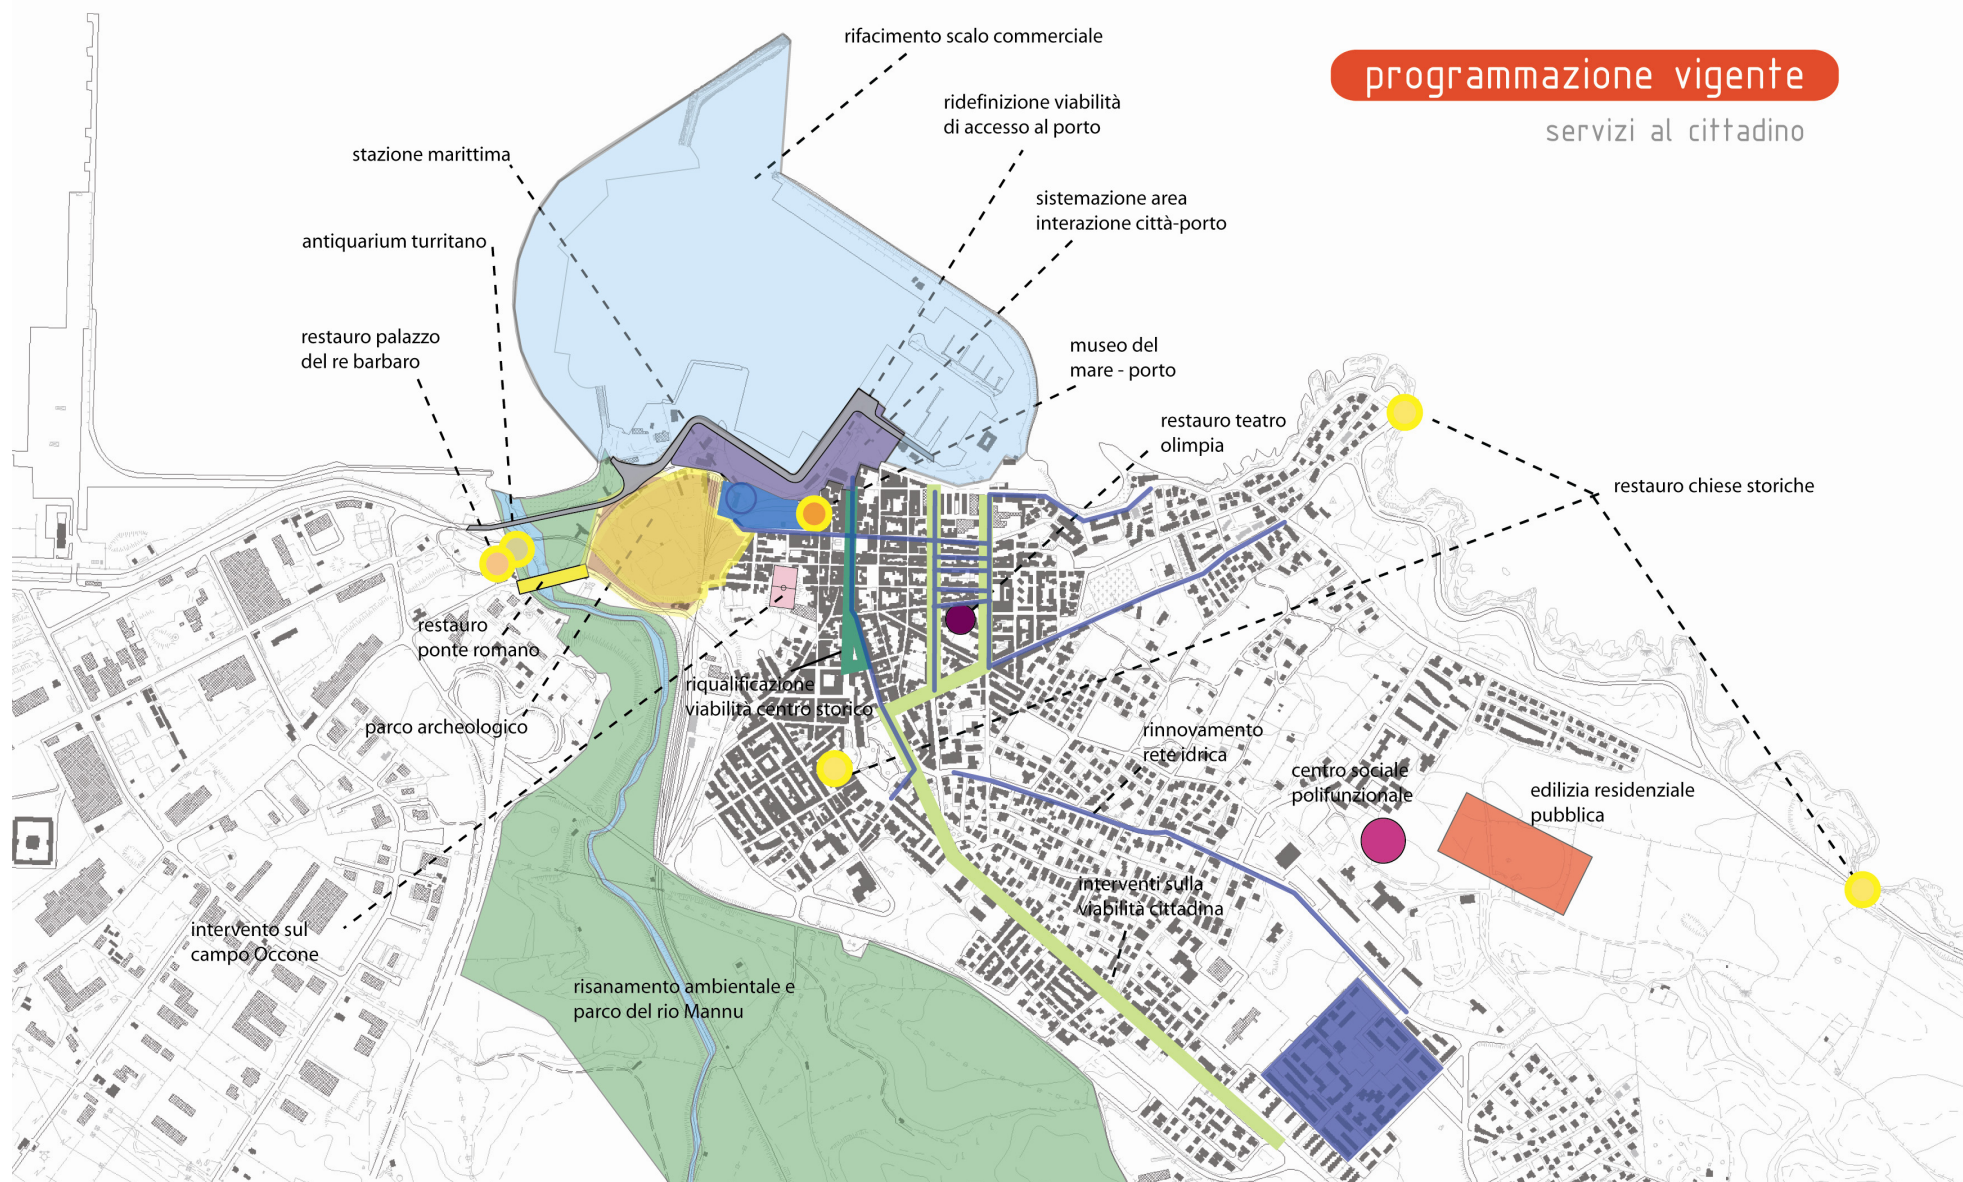 programmazione vigente
servizi al cittadino
rifacimento scalo commerciale
ridefinizione viabilità
di accesso al porto
stazione marittima
sistemazione area
interazione città-porto
antiquarium turritano
restauro palazzo
del re barbaro
museo del
mare - porto
restauro teatro
olimpia
restauro chiese storiche
restauro
ponte romano
riqualificazione
viabilità centro storico
parco archeologico
rinnovamento
rete idrica
centro sociale
polifunzionale
edilizia residenziale
pubblica
interventi sulla
viabilità cittadina
intervento sul
campo Occone
risanamento ambientale e
parco del rio Mannu